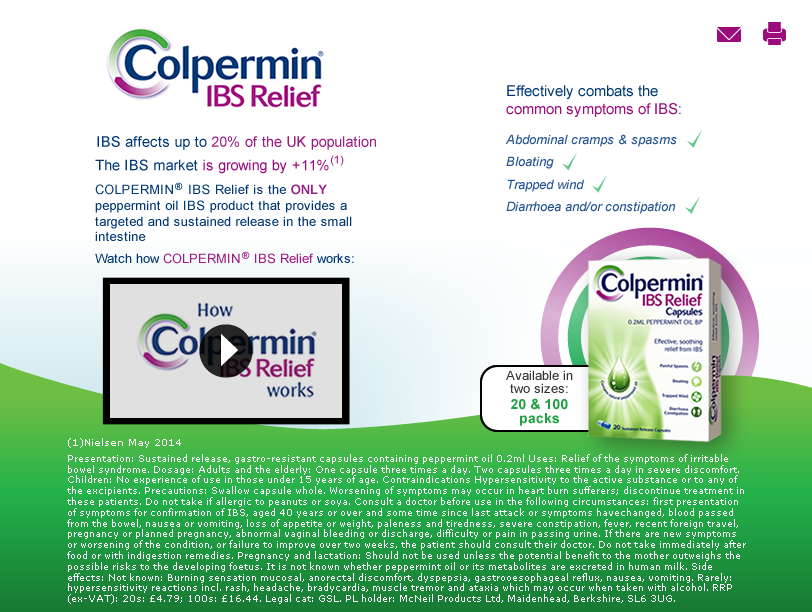 Colpermin®
IBS Relief
IBS affects up to 20% of the UK population
The IBS market is growing by +11%(1)
COLPERMIN® IBS Relief is the ONLY
peppermint oil IBS product that provides a
targeted and sustained release in the small
intestine
Watch how COLPERMIN® IBS Relief works:
How
Colpermin®
IBS Relief
works
Effectively combats the
common symptoms of IBS:
Abdominal cramps & spasms
Bloating
Trapped wind
Diarrhoea and/or constipation
Available in
two sizes:
20 & 100
packs
Colpermin®
IBS Relief
Capsules
0.2ML PEPPERMINT OIL BP
Effective, soothing
relief from IBS
Painful Spasms
Bloating
Trapped Wind
Diarrhoea
Constipation
20 Sustained Release Capsules
(1)Nielsen May 2014
Presentation: Sustained release, gastro-resistant capsules containing peppermint oil 0.2ml Uses: Relief of the symptoms of irritable
bowel syndrome. Dosage: Adults and the elderly: One capsule three times a day. Two capsules three times a day in severe discomfort.
Children: No experience of use in those under 15 years of age. Contraindications Hypersensitivity to the active substance or to any of
the excipients. Precautions: Swallow capsule whole. Worsening of symptoms may occur in heart burn sufferers; discontinue treatment in
these patients. Do not take if allergic to peanuts or soya. Consult a doctor before use in the following circumstances: first presentation
of symptoms for confirmation of IBS, aged 40 years or over and some time since last attack or symptoms havechanged, blood passed
from the bowel, nausea or vomiting, loss of appetite or weight, paleness and tiredness, severe constipation, fever, recent foreign travel,
pregnancy or planned pregnancy, abnormal vaginal bleeding or discharge, difficulty or pain in passing urine. If there are new symptoms
or worsening of the condition, or failure to improve over two weeks, the patient should consult their doctor. Do not take immediately after
food or with indigestion remedies. Pregnancy and lactation: Should not be used unless the potential benefit to the mother outweighs the
possible risks to the developing foetus. It is not known whether peppermint oil or its metabolites are excreted in human milk. Side
effects: Not known: Burning sensation mucosal, anorectal discomfort, dyspepsia, gastrooesophageal reflux, nausea, vomiting. Rarely:
hypersensitivity reactions incl. rash, headache, bradycardia, muscle tremor and ataxia which may occur when taken with alcohol. RRP
(ex-VAT): 20s: £4.79; 100s: £16.44. Legal cat: GSL. PL holder: McNeil Products Ltd, Maidenhead, Berkshire, SL6 3UG.